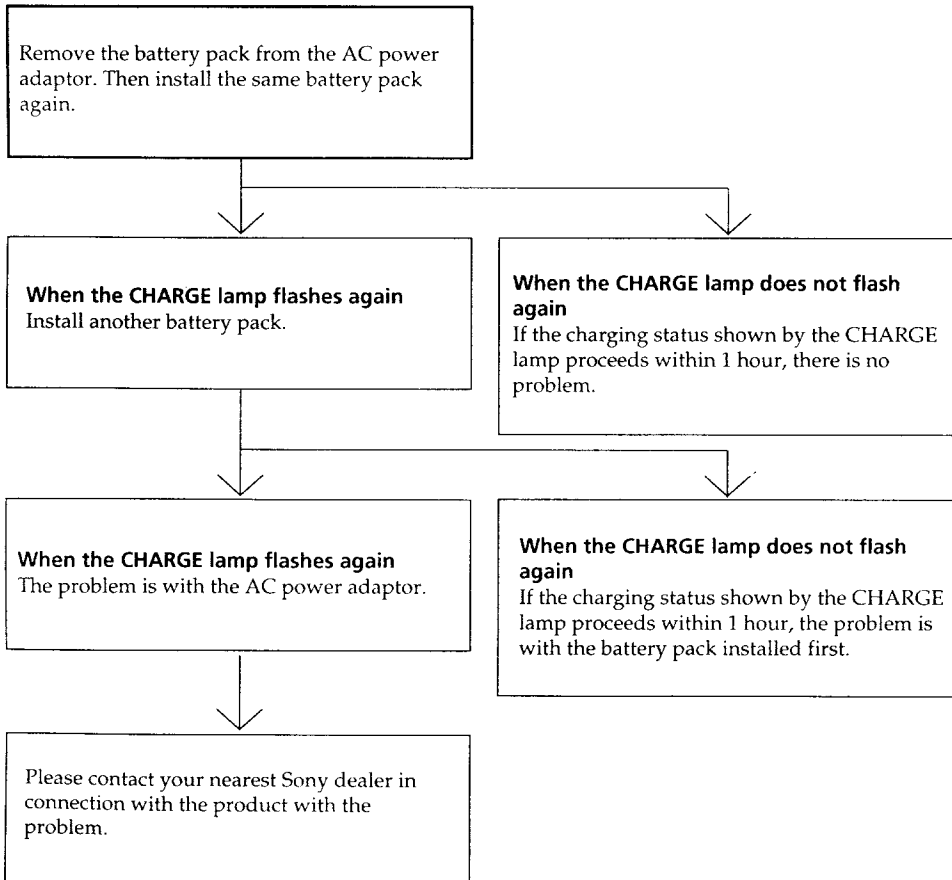 Remove the battery pack from the AC power
adaptor. Then install the same battery pack
again.
When the CHARGE lamp flashes again
Install another battery pack.
When the CHARGE lamp does not flash
again
If the charging status shown by the CHARGE
lamp proceeds within 1 hour, there is no
problem.
When the CHARGE lamp flashes again
The problem is with the AC power adaptor.
When the CHARGE lamp does not flash
again
If the charging status shown by the CHARGE
lamp proceeds within 1 hour, the problem is
with the battery pack installed first.
Please contact your nearest Sony dealer in
connection with the product with the
problem.